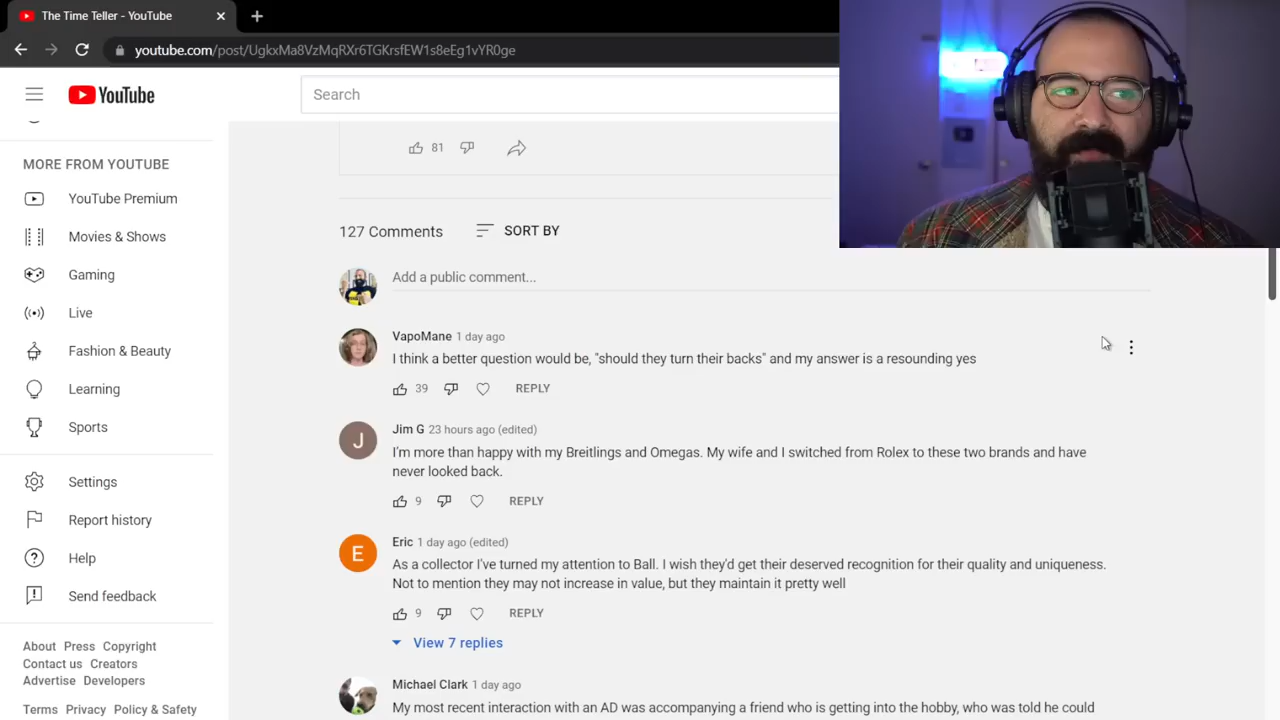 The Time Teller - YouTube
youtube.com/post/UgkxMa8VzMqRXr6TGKrsfEW1s8eEg1vYR0ge
YouTube
Search
MORE FROM YOUTUBE
YouTube Premium
Movies & Shows
Gaming
Live
Fashion & Beauty
Learning
Sports
Settings
Report history
Help
Send feedback
About Press Copyright
Contact us Creators
Advertise Developers
Terms Privacy Policy & Safety
81
127 Comments SORT BY
Add a public comment...
VapoMane 1 day ago
I think a better question would be, "should they turn their backs" and my answer is a resounding yes
39 REPLY
J
Jim G 23 hours ago (edited)
I'm more than happy with my Breitlings and Omegas. My wife and I switched from Rolex to these two brands and have
never looked back.
9 REPLY
E
Eric 1 day ago (edited)
As a collector I've turned my attention to Ball. I wish they'd get their deserved recognition for their quality and uniqueness.
Not to mention they may not increase in value, but they maintain it pretty well
9 REPLY
View 7 replies
Michael Clark 1 day ago
My most recent interaction with an AD was accompanying a friend who is getting into the hobby, who was told he could